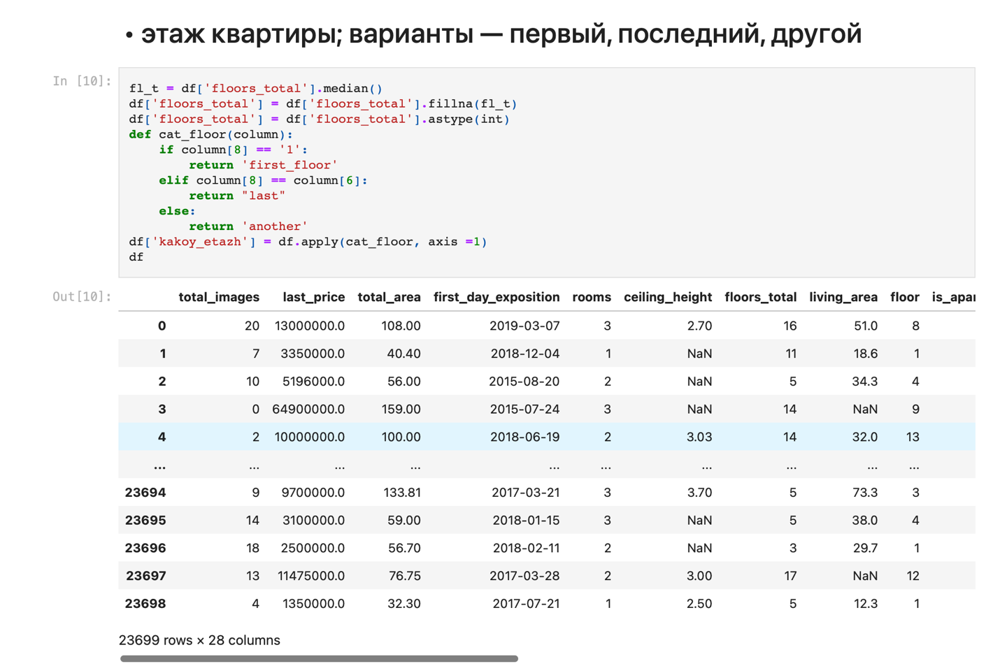 • этаж квартиры; варианты — первый, последний, другой
In [10]:
fl_t = df['floors_total'].median()
df['floors_total'] = df['floors_total'].fillna(fl_t)
df['floors_total'] = df['floors_total'].astype(int)
def cat_floor(column):
    if column[8] == '1':
        return 'first_floor'
    elif column[8] == column[6]:
        return "last"
    else:
        return 'another'
df['kakoy_etazh'] = df.apply(cat_floor, axis =1)
df
Out[10]:
total_images last_price total_area first_day_exposition rooms ceiling_height floors_total living_area floor is_apar
0 20 13000000.0 108.00 2019-03-07 3 2.70 16 51.0 8
1 7 3350000.0 40.40 2018-12-04 1 NaN 11 18.6 1
2 10 5196000.0 56.00 2015-08-20 2 NaN 5 34.3 4
3 0 64900000.0 159.00 2015-07-24 3 NaN 14 NaN 9
4 2 10000000.0 100.00 2018-06-19 2 3.03 14 32.0 13
... ... ... ... ... ... ... ... ... ...
23694 9 9700000.0 133.81 2017-03-21 3 3.70 5 73.3 3
23695 14 3100000.0 59.00 2018-01-15 3 NaN 5 38.0 4
23696 18 2500000.0 56.70 2018-02-11 2 NaN 3 29.7 1
23697 13 11475000.0 76.75 2017-03-28 2 3.00 17 NaN 12
23698 4 1350000.0 32.30 2017-07-21 1 2.50 5 12.3 1
23699 rows × 28 columns